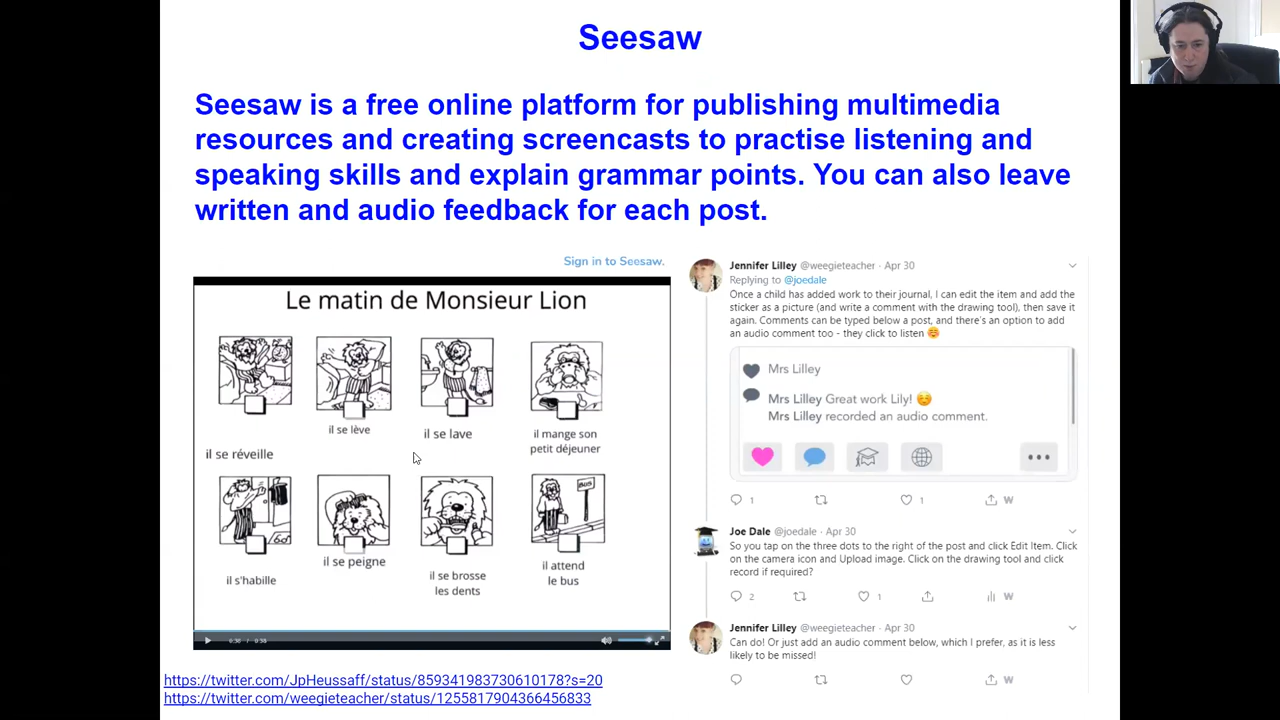 Seesaw
Seesaw is a free online platform for publishing multimedia
resources and creating screencasts to practise listening and
speaking skills and explain grammar points. You can also leave
written and audio feedback for each post.
Sign in to Seesaw.
Le matin de Monsieur Lion
il se réveille
il se lève
il se lave
il mange son
petit déjeuner
BUS
il s'habille
il se peigne
il se brosse
les dents
il attend
le bus
https://twitter.com/JpHeussaff/status/859341983730610178?s=20
https://twitter.com/weegieteacher/status/1255817904366456833
Jennifer Lilley @weegieteacher · Apr 30
Replying to @joedale
Once a child has added work to their journal, I can edit the item and add the
sticker as a picture (and write a comment with the drawing tool), then save it
again. Comments can be typed below a post, and there's an option to add
an audio comment too - they click to listen ☺️
Mrs Lilley
Mrs Lilley Great work Lily! ☺️
Mrs Lilley recorded an audio comment.
1
1
W
Joe Dale @joedale · Apr 30
So you tap on the three dots to the right of the post and click Edit Item. Click
on the camera icon and Upload image. Click on the drawing tool and click
record if required?
2
1
W
Jennifer Lilley @weegieteacher · Apr 30
Can do! Or just add an audio comment below, which I prefer, as it is less
likely to be missed!
W